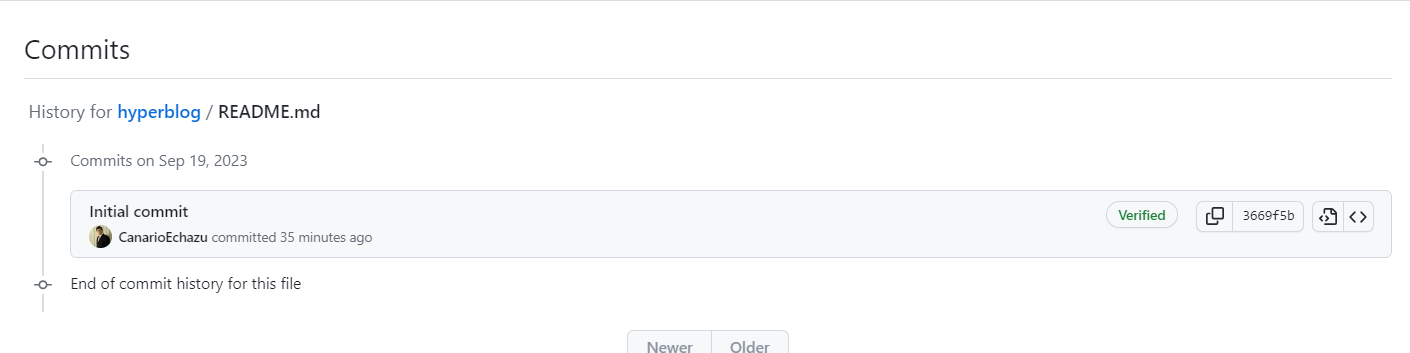 Commits
History for hyperblog / README.md
Commits on Sep 19, 2023
Initial commit
Verified
3669f5b
CanarioEchazu committed 35 minutes ago
End of commit history for this file
Newer Older